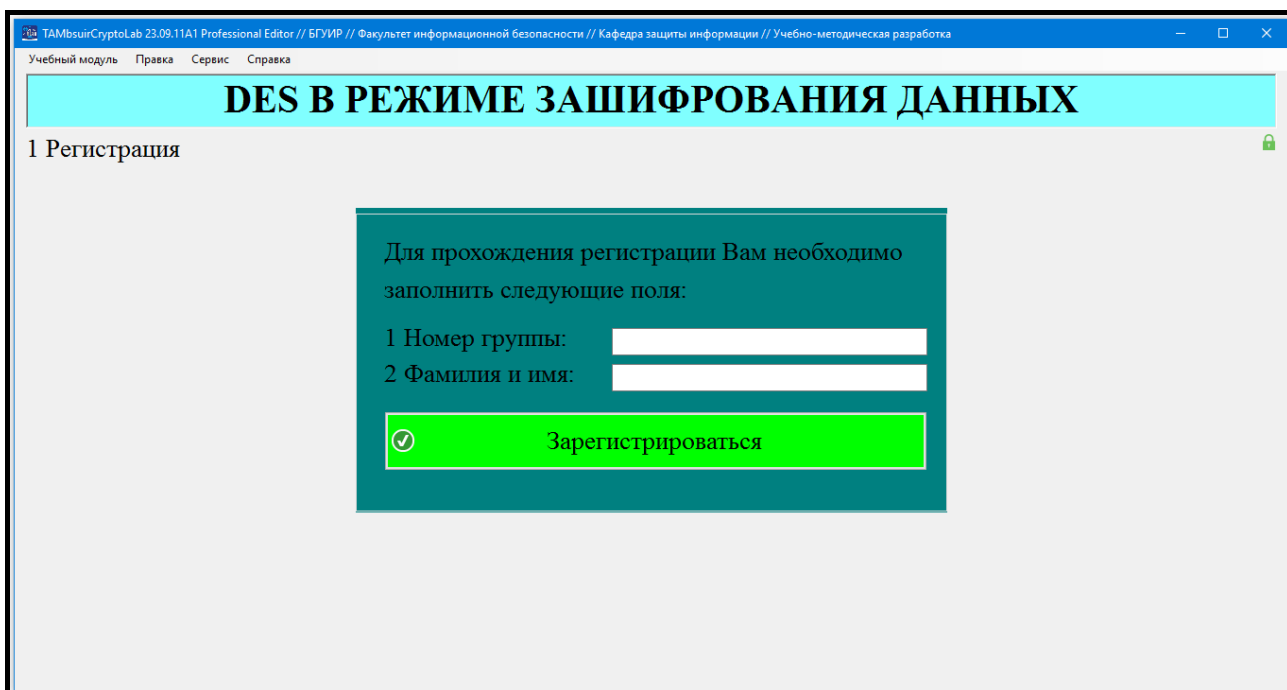 TAMbsuirCryptoLab 23.09.11A1 Professional Editor // БГУИР // Факультет информационной безопасности // Кафедра защиты информации // Учебно-методическая разработка
Учебный модуль Правка Сервис Справка
DES В РЕЖИМЕ ЗАШИФРОВАНИЯ ДАННЫХ
1 Регистрация
Для прохождения регистрации Вам необходимо
заполнить следующие поля:
1 Номер группы:
2 Фамилия и имя:
Зарегистрироваться